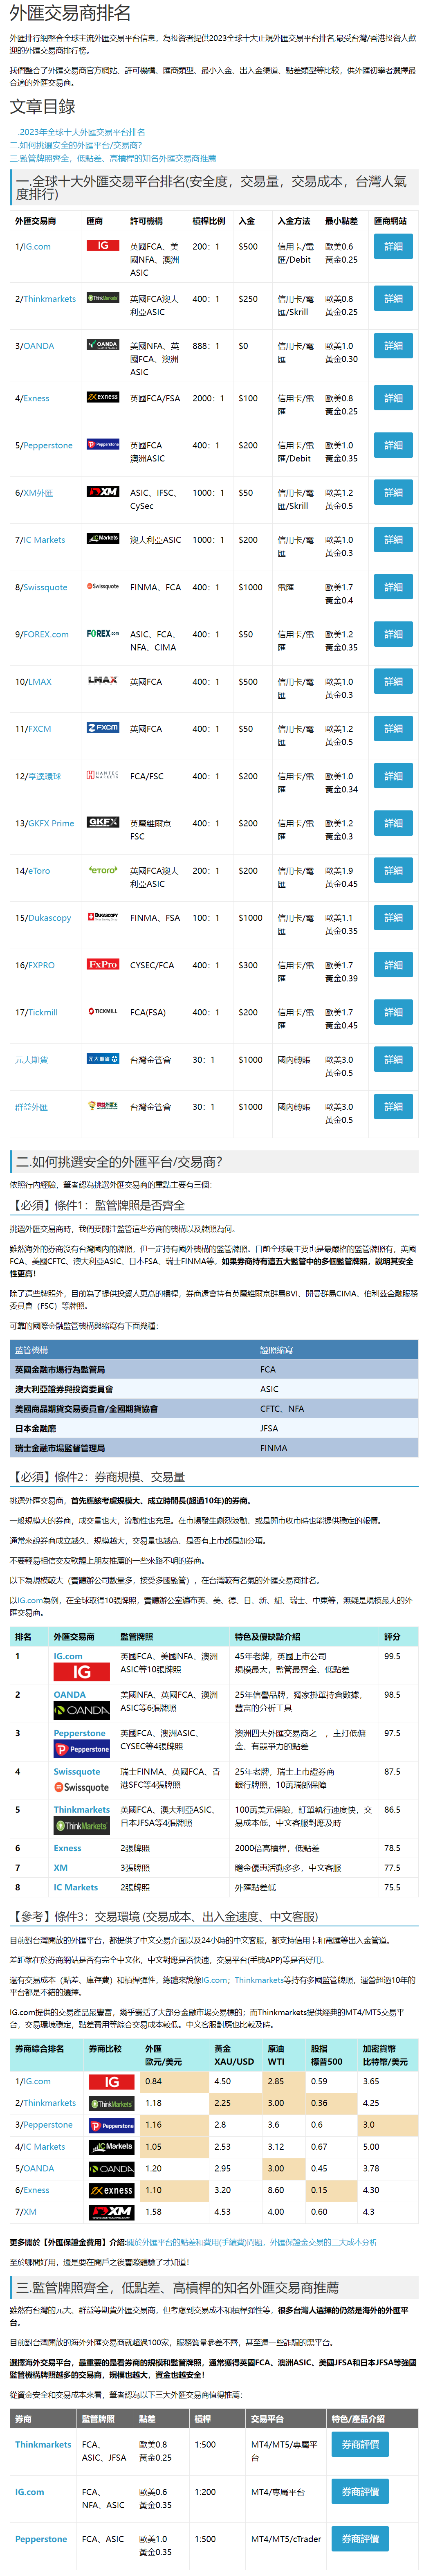 外匯交易商排名
外匯排行網整合全球主流外匯交易平台信息，為投資者提供2023全球十大正規外匯交易平台排名,最受台灣/香港投資人歡
迎的外匯交易商排行榜。
我們整合了外匯交易商官方網站、許可機構、匯商類型、最小入金、出入金渠道、點差類型等比較，供外匯初學者選擇最
合適的外匯交易商。
文章目錄
一.2023年全球十大外匯交易平台排名
二.如何挑選安全的外匯平台/交易商？
三.監管牌照齊全，低點差、高槓桿的知名外匯交易商推薦
一.全球十大外匯交易平台排名(安全度，交易量，交易成本，台灣人氣
度排行)
外匯交易商 匯商 許可機構 槓桿比例 入金 入金方法 最小點差 匯商網站
1/IG.com IG 英國FCA、美 200：1 $500 信用卡/電 歐美0.6 詳細
國NFA、澳洲 匯/Debit 黃金0.25
ASIC
2/Thinkmarkets ThinkMarkets 英國FCA澳大 400：1 $250 信用卡/電 歐美0.8 詳細
利亞ASIC 匯/Skrill 黃金0.25
3/OANDA OANDA 美國NFA、英 888：1 $0 信用卡/電 歐美1.0 詳細
國FCA、澳洲 匯 黃金0.30
ASIC
4/Exness exness 英國FCA/FSA 2000：1 $100 信用卡/電 歐美0.8 詳細
匯 黃金0.25
5/Pepperstone Pepperstone 英國FCA 400：1 $200 信用卡/電 歐美1.0 詳細
澳洲ASIC 匯/Debit 黃金0.35
6/XM外匯 XM ASIC、IFSC、 1000：1 $50 信用卡/電 歐美1.2 詳細
CySec 匯/Skrill 黃金0.5
7/IC Markets IC Markets 澳大利亞ASIC 1000：1 $200 信用卡/電 歐美1.0 詳細
匯 黃金0.3
8/Swissquote Swissquote FINMA、FCA 400：1 $1000 電匯 歐美1.7 詳細
黃金0.4
9/FOREX.com FOREX.com ASIC、FCA、 400：1 $50 信用卡/電 歐美1.2 詳細
NFA、CIMA 匯 黃金0.35
10/LMAX LMAX 英國FCA 400：1 $500 信用卡/電 歐美1.0 詳細
匯 黃金0.3
11/FXCM FXCM 英國FCA 400：1 $50 信用卡/電 歐美1.2 詳細
匯 黃金0.5
12/亨達環球 HANTEC MARKETS FCA/FSC 400：1 $200 信用卡/電 歐美1.0 詳細
匯 黃金0.34
13/GKFX Prime GKFX 英屬維爾京 400：1 $200 信用卡/電 歐美1.2 詳細
FSC 匯 黃金0.3
14/eToro eToro 英國FCA澳大 200：1 $200 信用卡/電 歐美1.9 詳細
利亞ASIC 匯 黃金0.45
15/Dukascopy DUKASCOPY FINMA、FSA 100：1 $1000 信用卡/電 歐美1.1 詳細
匯 黃金0.35
16/FXPRO FxPro CYSEC/FCA 400：1 $300 信用卡/電 歐美1.7 詳細
匯 黃金0.39
17/Tickmill TICKMILL FCA(FSA) 400：1 $200 信用卡/電 歐美1.7 詳細
匯 黃金0.45
元大期貨 元大期貨 台灣金管會 30：1 $1000 國內轉賬 歐美3.0 詳細
黃金0.5
群益外匯 台灣金管會 30：1 $1000 國內轉賬 歐美3.0 詳細
黃金0.5
二.如何挑選安全的外匯平台/交易商？
依照行內經驗，筆者認為挑選外匯交易商的重點主要有三個：
【必須】條件1：監管牌照是否齊全
挑選外匯交易商時，我們要關注監管這些券商的機構以及牌照為何。
雖然海外的券商沒有台灣國內的牌照，但一定持有國外機構的監管牌照。目前全球最主要也是最嚴格的監管牌照有，英國
FCA、美國CFTC、澳大利亞ASIC、日本FSA、瑞士FINMA等。如果券商持有這五大監管中的多個監管牌照，說明其安全
性更高！
除了這些牌照外，目前為了提供投資人更高的槓桿，券商還會持有英屬維爾京群島BVI、開曼群島CIMA、伯利茲金融服務
委員會（FSC）等牌照。
可靠的國際金融監管機構與縮寫有下面幾種：
監管機構 證照縮寫
英國金融市場行為監管局 FCA
澳大利亞證券與投資委員會 ASIC
美國商品期貨交易委員會/全國期貨協會 CFTC、NFA
日本金融廳 JFSA
瑞士金融市場監督管理局 FINMA
【必須】條件2：券商規模、交易量
挑選外匯交易商，首先應該考慮規模大、成立時間長(超過10年)的券商。
一般規模大的券商，成交量也大，流動性也充足。在市場發生劇烈波動、或是開市收市時也能提供穩定的報價。
通常來說券商成立越久、規模越大，交易量也越高，是否有上市都是加分項。
不要輕易相信交友軟體上朋友推薦的一些來路不明的券商。
以下為規模較大（實體辦公司數量多，接受多國監管），在台灣較有名氣的外匯交易商排名。
以IG.com為例，在全球取得10張牌照，實體辦公室遍布英、美、德、日、新、紐、瑞士、中東等，無疑是規模最大的外
匯交易商。
排名 外匯交易商 監管牌照 特色及優缺點介紹 評分
1 IG.com 英國FCA、美國NFA、澳洲 45年老牌，英國上市公司 99.5
IG ASIC等10張牌照 規模最大，監管最齊全、低點差
2 OANDA 美國NFA、英國FCA、澳洲 25年信譽品牌，獨家掛單持倉數據， 98.5
OANDA ASIC等6張牌照 豐富的分析工具
3 Pepperstone 英國FCA、澳洲ASIC、 澳洲四大外匯交易商之一，主打低傭 97.5
Pepperstone CYSEC等4張牌照 金、有競爭力的點差
4 Swissquote 瑞士FINMA、英國FCA、香 25年老牌，瑞士上市證券商 87.5
Swissquote 港SFC等4張牌照 銀行牌照，10萬瑞郎保障
5 Thinkmarkets 英國FCA、澳大利亞ASIC、 100萬美元保險，訂單執行速度快，交 86.5
ThinkMarkets 日本JFSA等4張牌照 易成本低，中文客服對應及時
6 Exness 2張牌照 2000倍高槓桿，低點差 78.5
7 XM 3張牌照 贈金優惠活動多多，中文客服 77.5
8 IC Markets 2張牌照 外匯點差低 75.5
【參考】條件3：交易環境 (交易成本、出入金速度、中文客服)
目前對台灣開放的外匯平台，都提供了中文交易介面以及24小時的中文客服，都支持信用卡和電匯等出入金管道。
差距就在於券商網站是否有完全中文化，中文對應是否快速，交易平台(手機APP)等是否好用。
還有交易成本（點差、庫存費）和槓桿彈性，總體來說像IG.com；Thinkmarkets等持有多國監管牌照，運營超過10年的
平台都是不錯的選擇。
IG.com提供的交易產品最豐富，幾乎囊括了大部分金融市場交易標的；而Thinkmarkets提供經典的MT4/MT5交易平
台，交易環境穩定，點差費用等綜合交易成本較低。中文客服對應也比較及時。
券商綜合排名 券商比較 外匯 黃金 原油 股指 加密貨幣
歐元/美元 XAU/USD WTI 標普500 比特幣/美元
1/IG.com IG 0.84 4.50 2.85 0.59 3.65
2/Thinkmarkets ThinkMarkets 1.18 2.25 3.00 0.36 4.25
3/Pepperstone Pepperstone 1.16 2.8 3.6 0.6 3.0
4/IC Markets IC Markets 1.05 2.53 3.12 0.67 5.00
5/OANDA OANDA 1.20 2.95 3.00 0.45 3.78
6/Exness exness 1.10 3.20 8.60 0.15 4.30
7/XM XM 1.58 4.53 4.00 0.60 4.3
更多關於【外匯保證金費用】介紹:關於外匯平台的點差和費用(手續費)問題，外匯保證金交易的三大成本分析
至於哪間好用，還是要在開戶之後實際體驗了才知道！
三.監管牌照齊全，低點差、高槓桿的知名外匯交易商推薦
雖然有台灣的元大、群益等期貨外匯券商，但考慮到交易成本和槓桿彈性等，很多台灣人選擇的仍然是海外的外匯平
台．
目前對台灣開放的海外外匯交易商就超過100家，服務質量參差不齊，甚至還一些詐騙的黑平台。
選擇海外交易平台，最重要的是看券商的規模和監管牌照，通常獲得英國FCA、澳洲ASIC、美國JFSA和日本JFSA等強國
監管機構牌照越多的交易商，規模也越大，資金也越安全！
從資金安全和交易成本來看，筆者認為以下三大外匯交易商值得推薦：
券商 監管牌照 點差 槓桿 交易平台 特色/產品介紹
Thinkmarkets FCA、 歐美0.8 1:500 MT4/MT5/專屬平 券商評價
ASIC、JFSA 黃金0.25 台
IG.com FCA、 歐美0.6 1:200 MT4/專屬平台 券商評價
NFA、ASIC 黃金0.35
Pepperstone FCA、ASIC 歐美1.0 1:500 MT4/MT5/cTrader 券商評價
黃金0.35